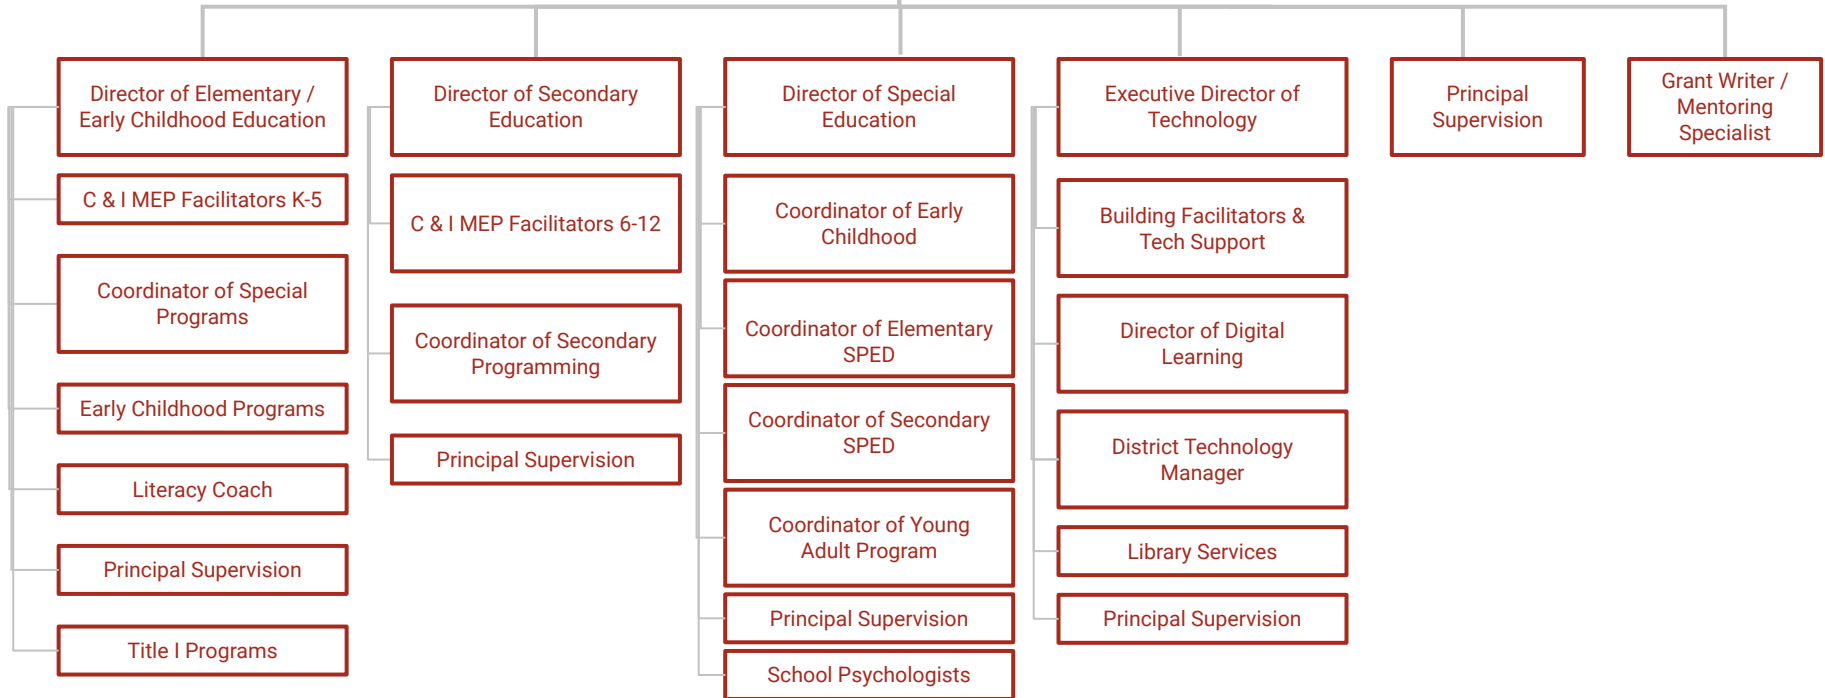 Director of Elementary /
Early Childhood Education
C & I MEP Facilitators K-5
Coordinator of Special
Programs
Early Childhood Programs
Literacy Coach
Principal Supervision
Title I Programs
Director of Secondary
Education
C & I MEP Facilitators 6-12
Coordinator of Secondary
Programming
Principal Supervision
Director of Special
Education
Coordinator of Early
Childhood
Coordinator of Elementary
SPED
Coordinator of Secondary
SPED
Coordinator of Young
Adult Program
Principal Supervision
School Psychologists
Executive Director of
Technology
Building Facilitators &
Tech Support
Director of Digital
Learning
District Technology
Manager
Library Services
Principal Supervision
Principal
Supervision
Grant Writer /
Mentoring
Specialist